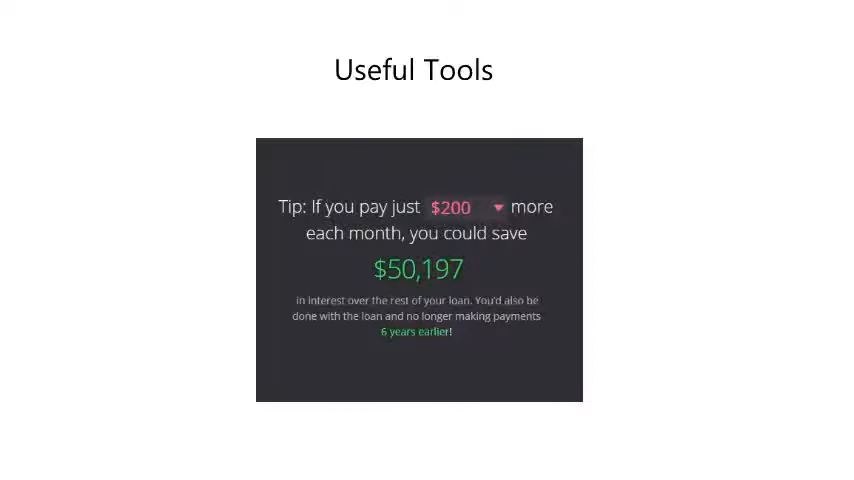 Useful Tools
Tip: If you pay just $200 more
each month, you could save
$50,197
in interest over the rest of your loan. You'd also be
done with the loan and no longer making payments
6 years earlier!